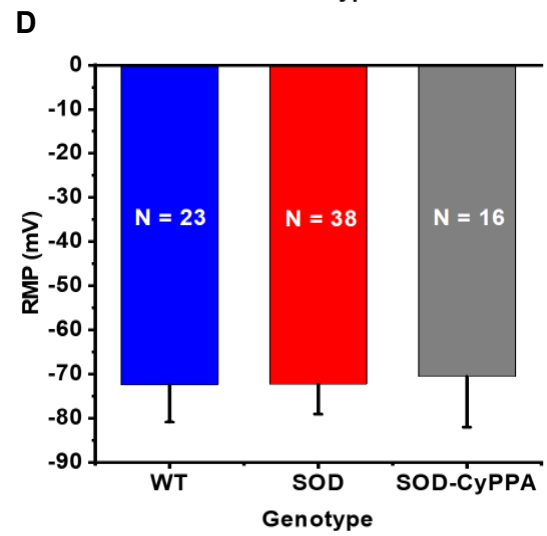 D
0
-10
-20
-30
-40
-50
-60
-70
-80
-90
RMP (mV)
N = 23
N = 38
N = 16
WT
SOD
SOD-CyPPA
Genotype